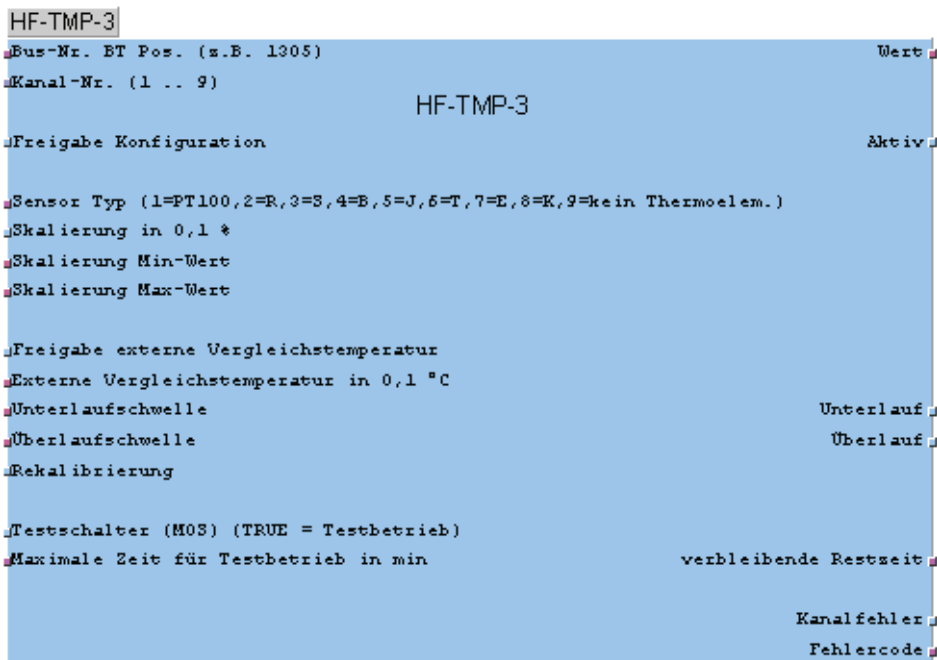 HF-TMP-3
Bus-Nr. BT Pos. (z.B. 1305) Wert
Kanal-Nr. (1 .. 9)
HF-TMP-3
Freigabe Konfiguration Aktiv
Sensor Typ (1=PT100,2=R,3=S,4=B,5=J,6=T,7=E,8=K,9=kein Thermoelem.)
Skalierung in 0,1 %
Skalierung Min-Wert
Skalierung Max-Wert
Freigabe externe Vergleichstemperatur
Externe Vergleichstemperatur in 0,1 °C
Unterlaufschwelle Unterlauf
Überlaufschwelle Überlauf
Rekalibrierung
Testschalter (MOS) (TRUE = Testbetrieb)
Maximale Zeit für Testbetrieb in min verbleibende Restzeit
Kanalfehler
Fehlercode